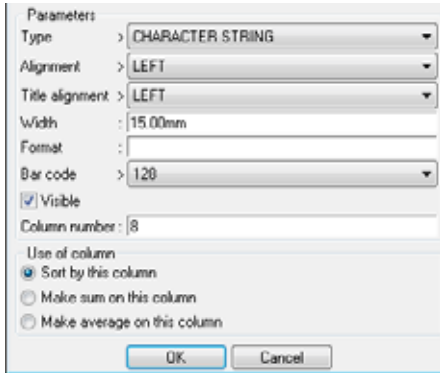 Parameters
Type > CHARACTER STRING
Alignment > LEFT
Title alignment > LEFT
Width : 15.00mm
Format :
Bar code > 128
Visible
Column number : 8
Use of column
Sort by this column
Make sum on this column
Make average on this column
OK Cancel